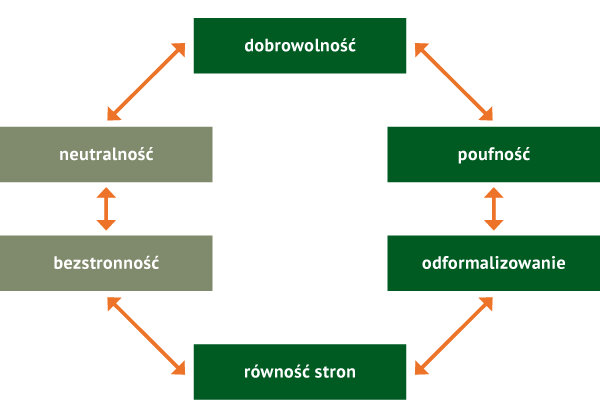 dobrowolność
neutralność
poufność
bezstronność
odformalizowanie
równość stron